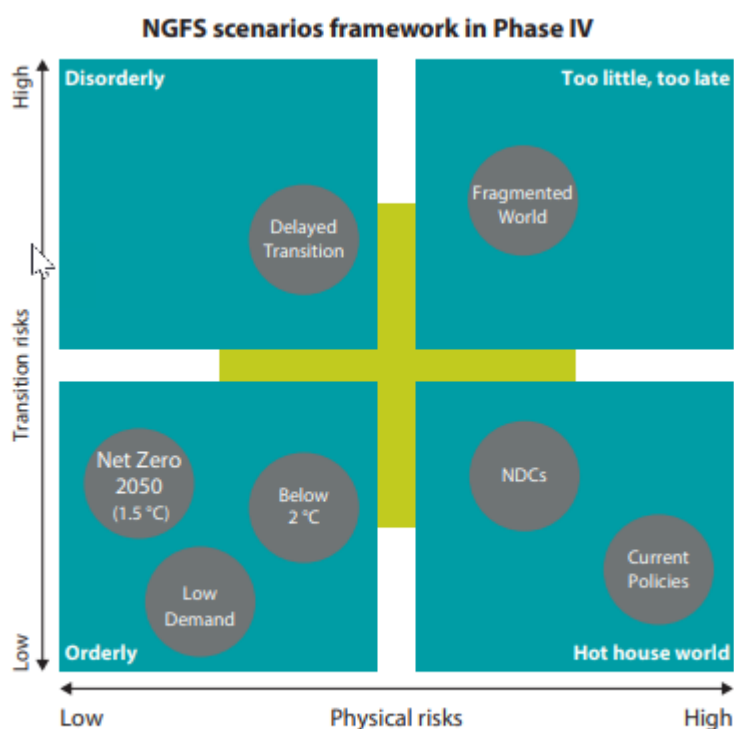 NGFS scenarios framework in Phase IV
High
Disorderly
Too little, too late
Fragmented
World
Delayed
Transition
Transition risks
Net Zero
2050
(1.5 °C)
Below
2 °C
NDCs
Low
Demand
Current
Policies
Low
Orderly
Hot house world
Low
Physical risks
High